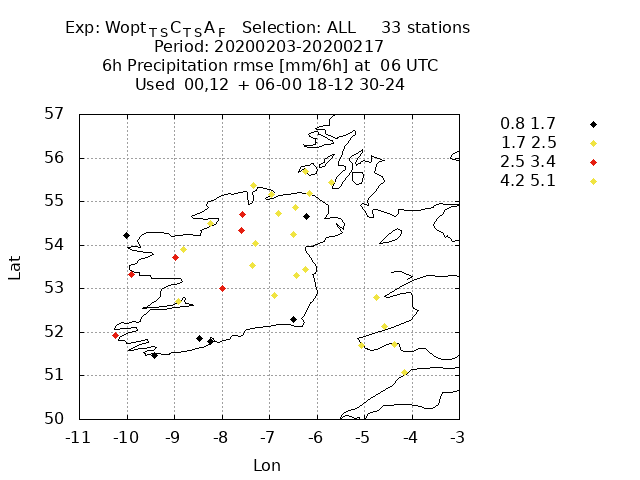 Exp: Wopt_TS C_TS A_F   Selection: ALL     33 stations
Period: 20200203-20200217
6h Precipitation rmse [mm/6h] at  06 UTC
Used  00,12  + 06-00 18-12 30-24
0.8 1.7
1.7 2.5
2.5 3.4
4.2 5.1
57
56
55
54
53
52
51
50
Lat
-11 -10 -9 -8 -7 -6 -5 -4 -3
Lon